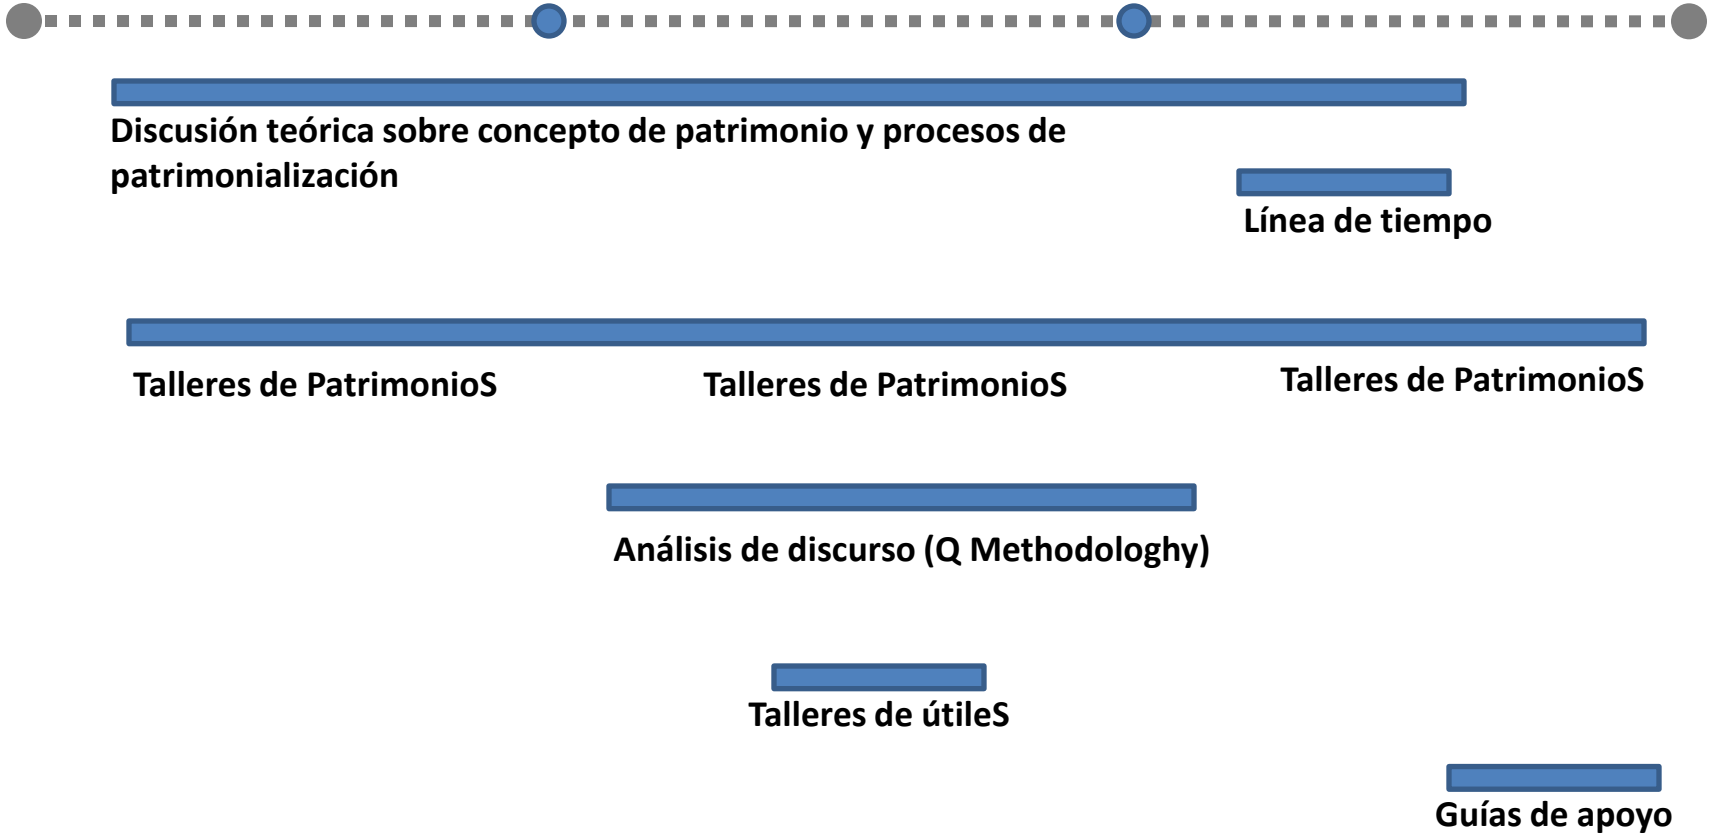 Discusión teórica sobre concepto de patrimonio y procesos de
patrimonialización
Línea de tiempo
Talleres de PatrimonioS
Talleres de PatrimonioS
Talleres de PatrimonioS
Análisis de discurso (Q Methodologhy)
Talleres de útileS
Guías de apoyo